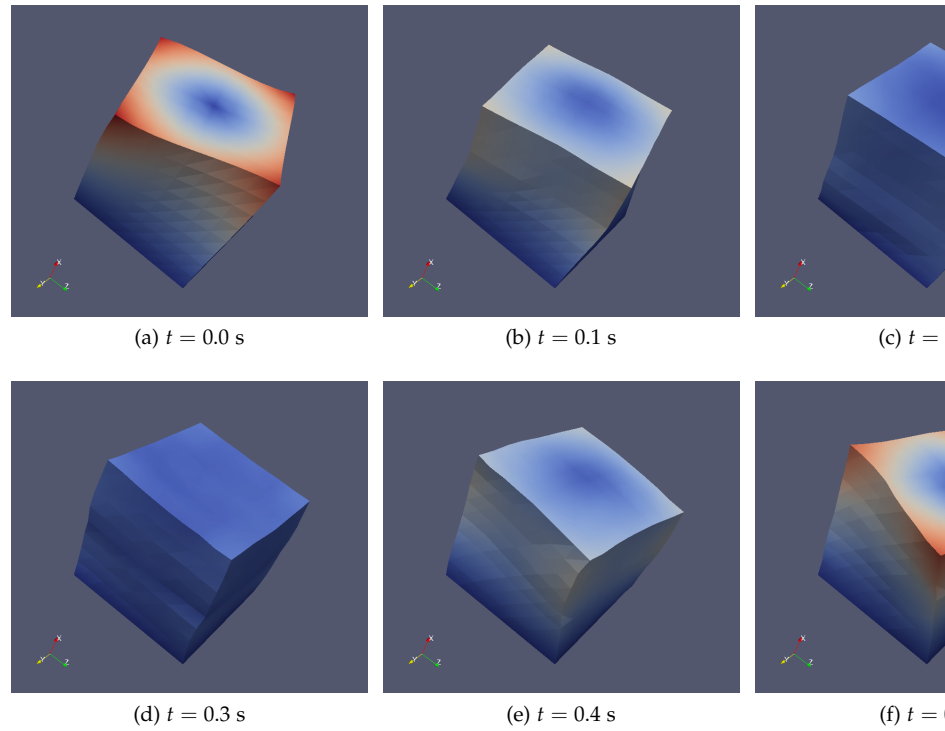 X
Y
Z
X
Y
Z
(a) t = 0.0 s
(b) t = 0.1 s
(c) t =
X
Y
Z
X
Y
Z
X
Y
Z
X
Y
Z
(d) t = 0.3 s
(e) t = 0.4 s
(f) t =